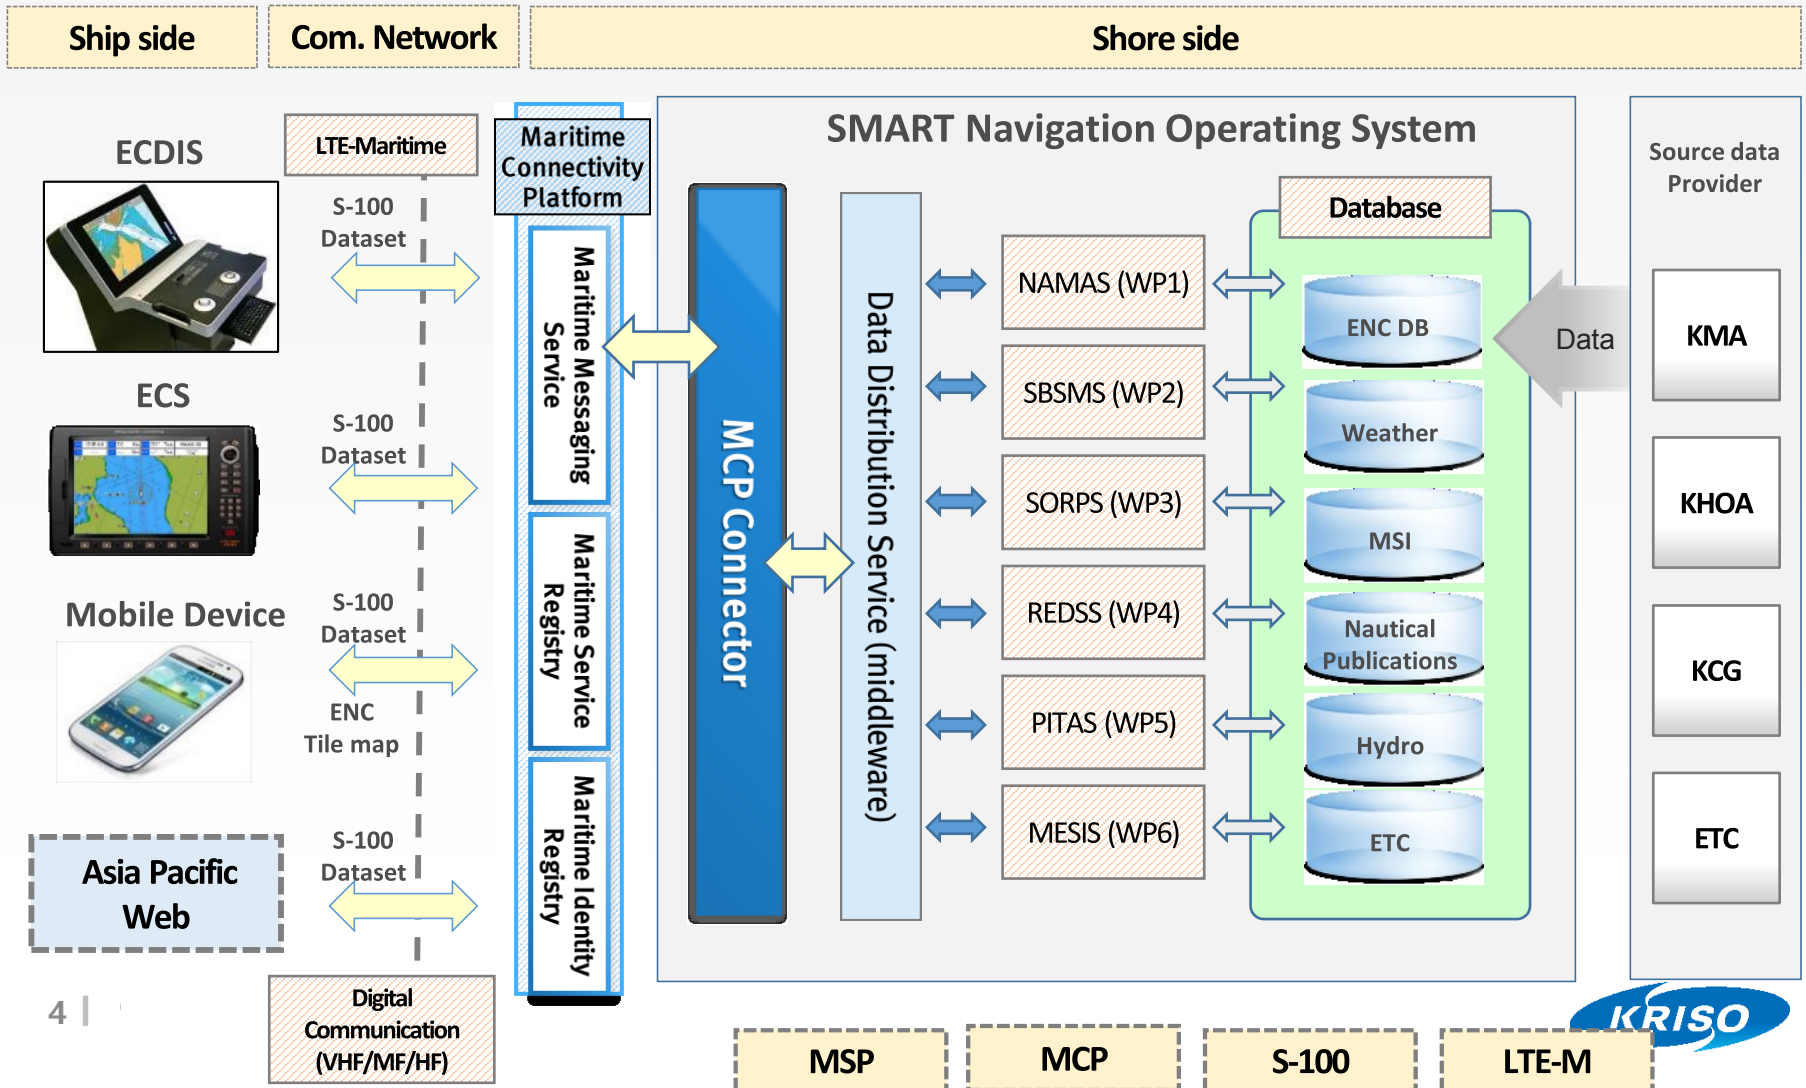 Ship side
Com. Network
Shore side
ECDIS
LTE-Maritime
S-100
Dataset
ECS
S-100
Dataset
Mobile Device
S-100
Dataset
ENC
Tile map
Asia Pacific
Web
S-100
Dataset
Digital
Communication
(VHF/MF/HF)
Maritime
Connectivity
Platform
Maritime Messaging
Service
Maritime Service
Registry
Maritime Identity
Registry
SMART Navigation Operating System
MCP Connector
Data Distribution Service (middleware)
NAMAS (WP1)
SBSMS (WP2)
SORPS (WP3)
REDSS (WP4)
PITAS (WP5)
MESIS (WP6)
Database
ENC DB
Weather
MSI
Nautical
Publications
Hydro
ETC
Data
Source data
Provider
KMA
KHOA
KCG
ETC
4
KRISO
MSP
MCP
S-100
LTE-M